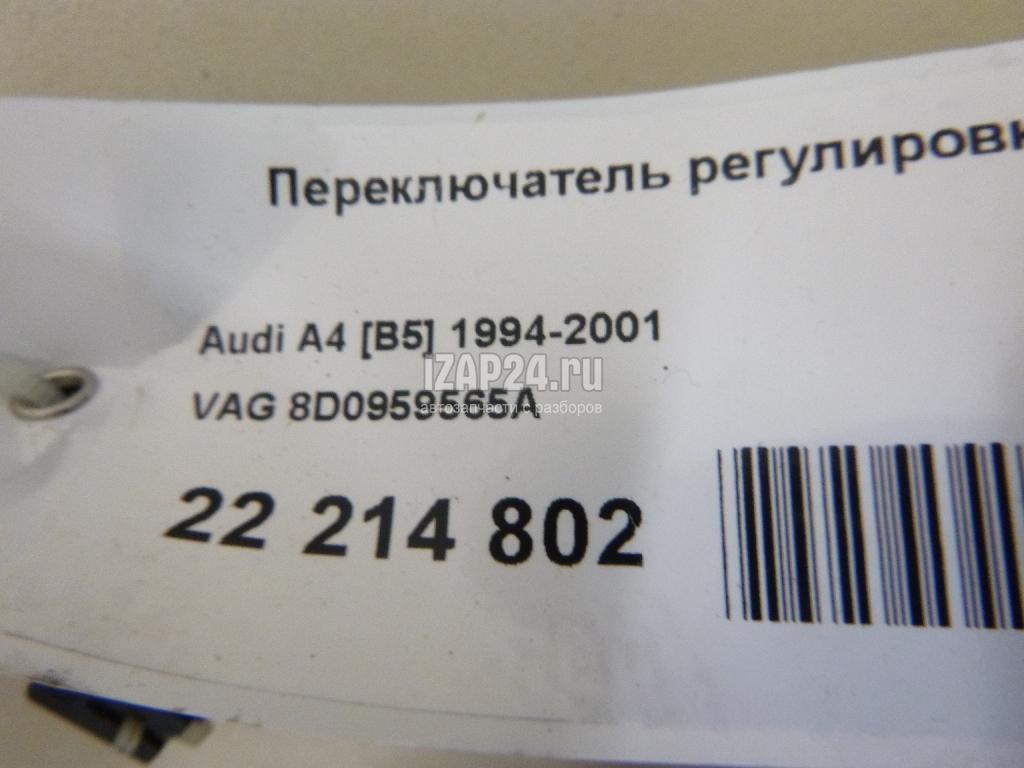 Переключатель регулировк
Audi A4 [B5] 1994-2001
IZAP24.ru
VAG 8D0959565A
автозапчасти с разборов
22 214 802